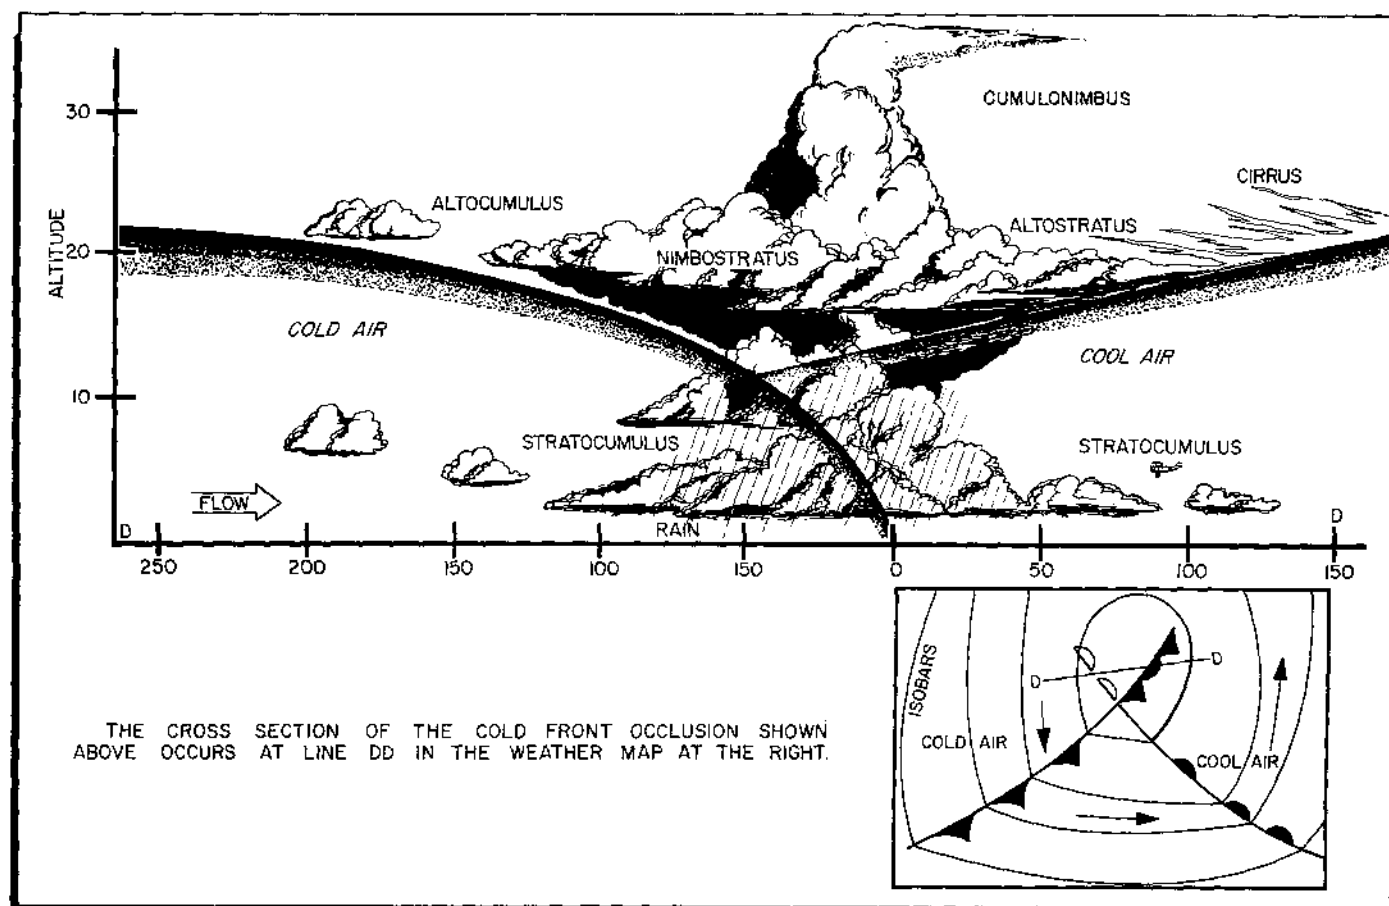 30
CUMULONIMBUS
CIRRUS
ALTOCUMULUS
ALTOSTRATUS
ALTITUDE
20
NIMBOSTRATUS
COLD AIR
COOL AIR
10
STRATOCUMULUS
STRATOCUMULUS
FLOW
RAIN
D
D
250
200
150
100
150
0
50
100
150
ISOBARS
D
D
COLD AIR
COOL AIR
THE CROSS SECTION OF THE COLD FRONT OCCLUSION SHOWN
ABOVE OCCURS AT LINE DD IN THE WEATHER MAP AT THE RIGHT.